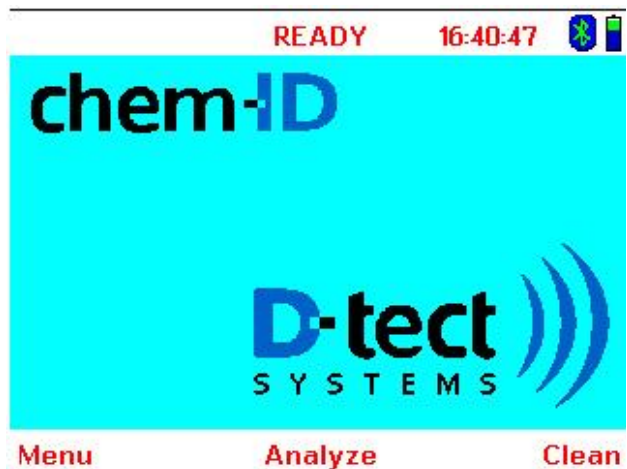 READY 16:40:47
chem-ID
D-tect
SYSTEMS
Menu Analyze Clean